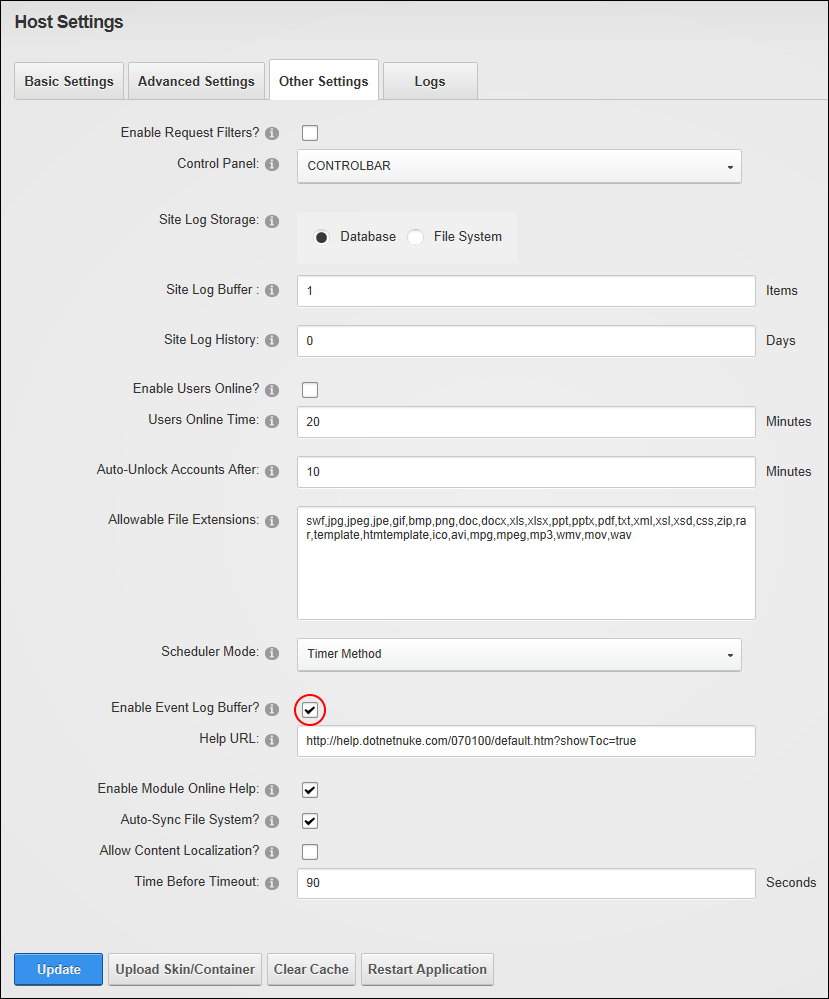 Host Settings
Basic Settings Advanced Settings Other Settings Logs
Enable Request Filters?
Control Panel: CONTROLBAR
Site Log Storage: Database File System
Site Log Buffer : 1 Items
Site Log History: 0 Days
Enable Users Online?
Users Online Time: 20 Minutes
Auto-Unlock Accounts After: 10 Minutes
Allowable File Extensions: swf,jpg,jpeg,jpe,gif,bmp,png,doc,docx,xls,xlsx,ppt,pptx,pdf,txt,xml,xsl,xsd,css,zip,ra
r,template,htmtemplate,ico,avi,mpg,mpeg,mp3,wmv,mov,wav
Scheduler Mode: Timer Method
Enable Event Log Buffer?
Help URL: http://help.dotnetnuke.com/070100/default.htm?showToc=true
Enable Module Online Help:
Auto-Sync File System?
Allow Content Localization?
Time Before Timeout: 90 Seconds
Update Upload Skin/Container Clear Cache Restart Application